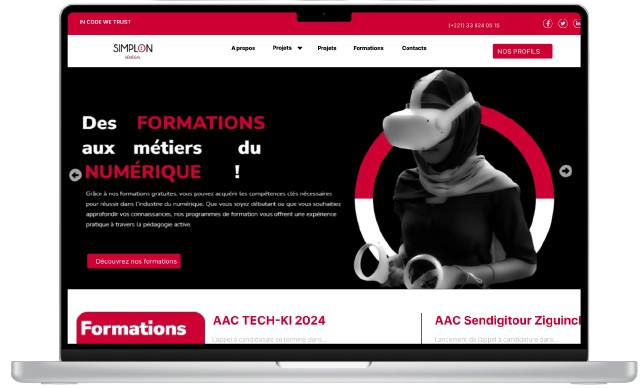 IN CODE WE TRUST
(+221) 33 824 05 15
SIMPLON
SENEGAL
A propos Projets Projets Formations Contacts
NOS PROFILS
Des FORMATIONS
aux métiers du
NUMÉRIQUE !
Grâce à nos formations gratuites, vous pouvez acquérir les compétences clés nécessaires
pour réussir dans l'industrie du numérique. Que vous soyez débutant ou que vous souhaitiez
approfondir vos connaissances, nos programmes de formation vous offrent une expérience
pratique à travers la pédagogie active.
Découvrez nos formations
Formations
AAC TECH-KI 2024
L'appel à candidature se termine dans...
AAC Sendigitour Ziguinch
Lancement de l'appel à candidature dans...